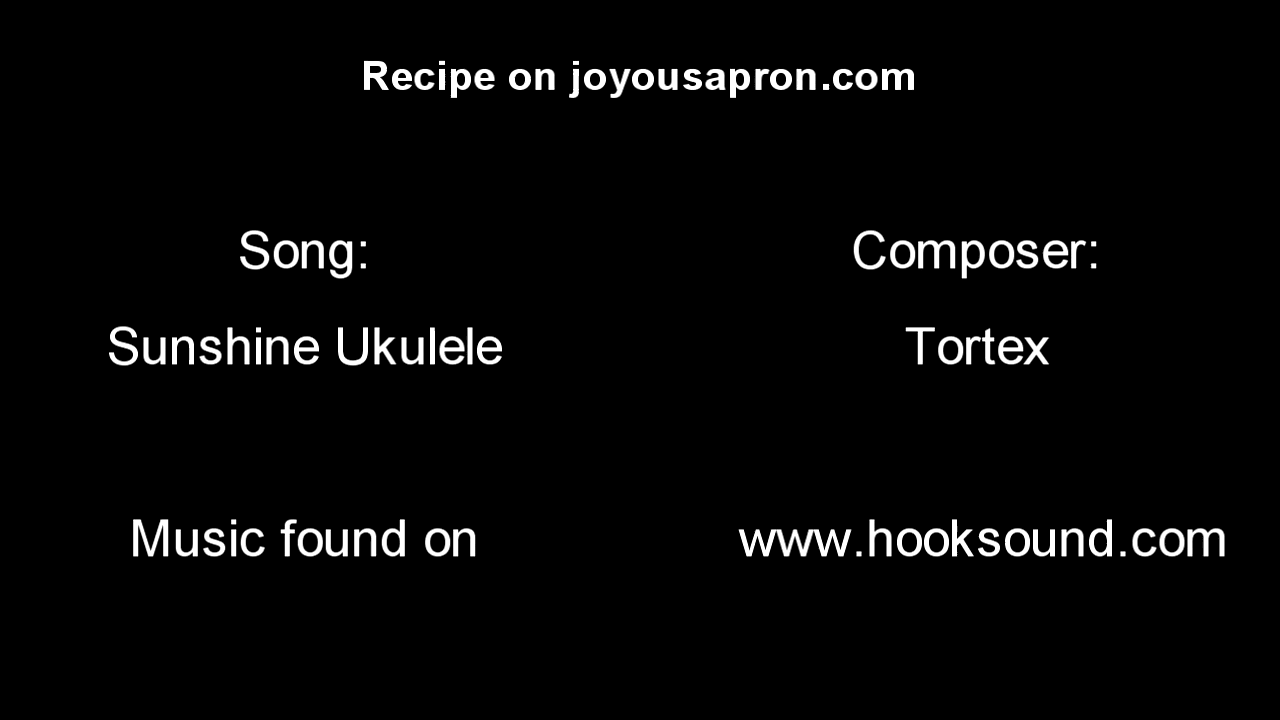 Recipe on joyousapron.com
Song:
Composer:
Sunshine Ukulele
Tortex
Music found on
www.hooksound.com